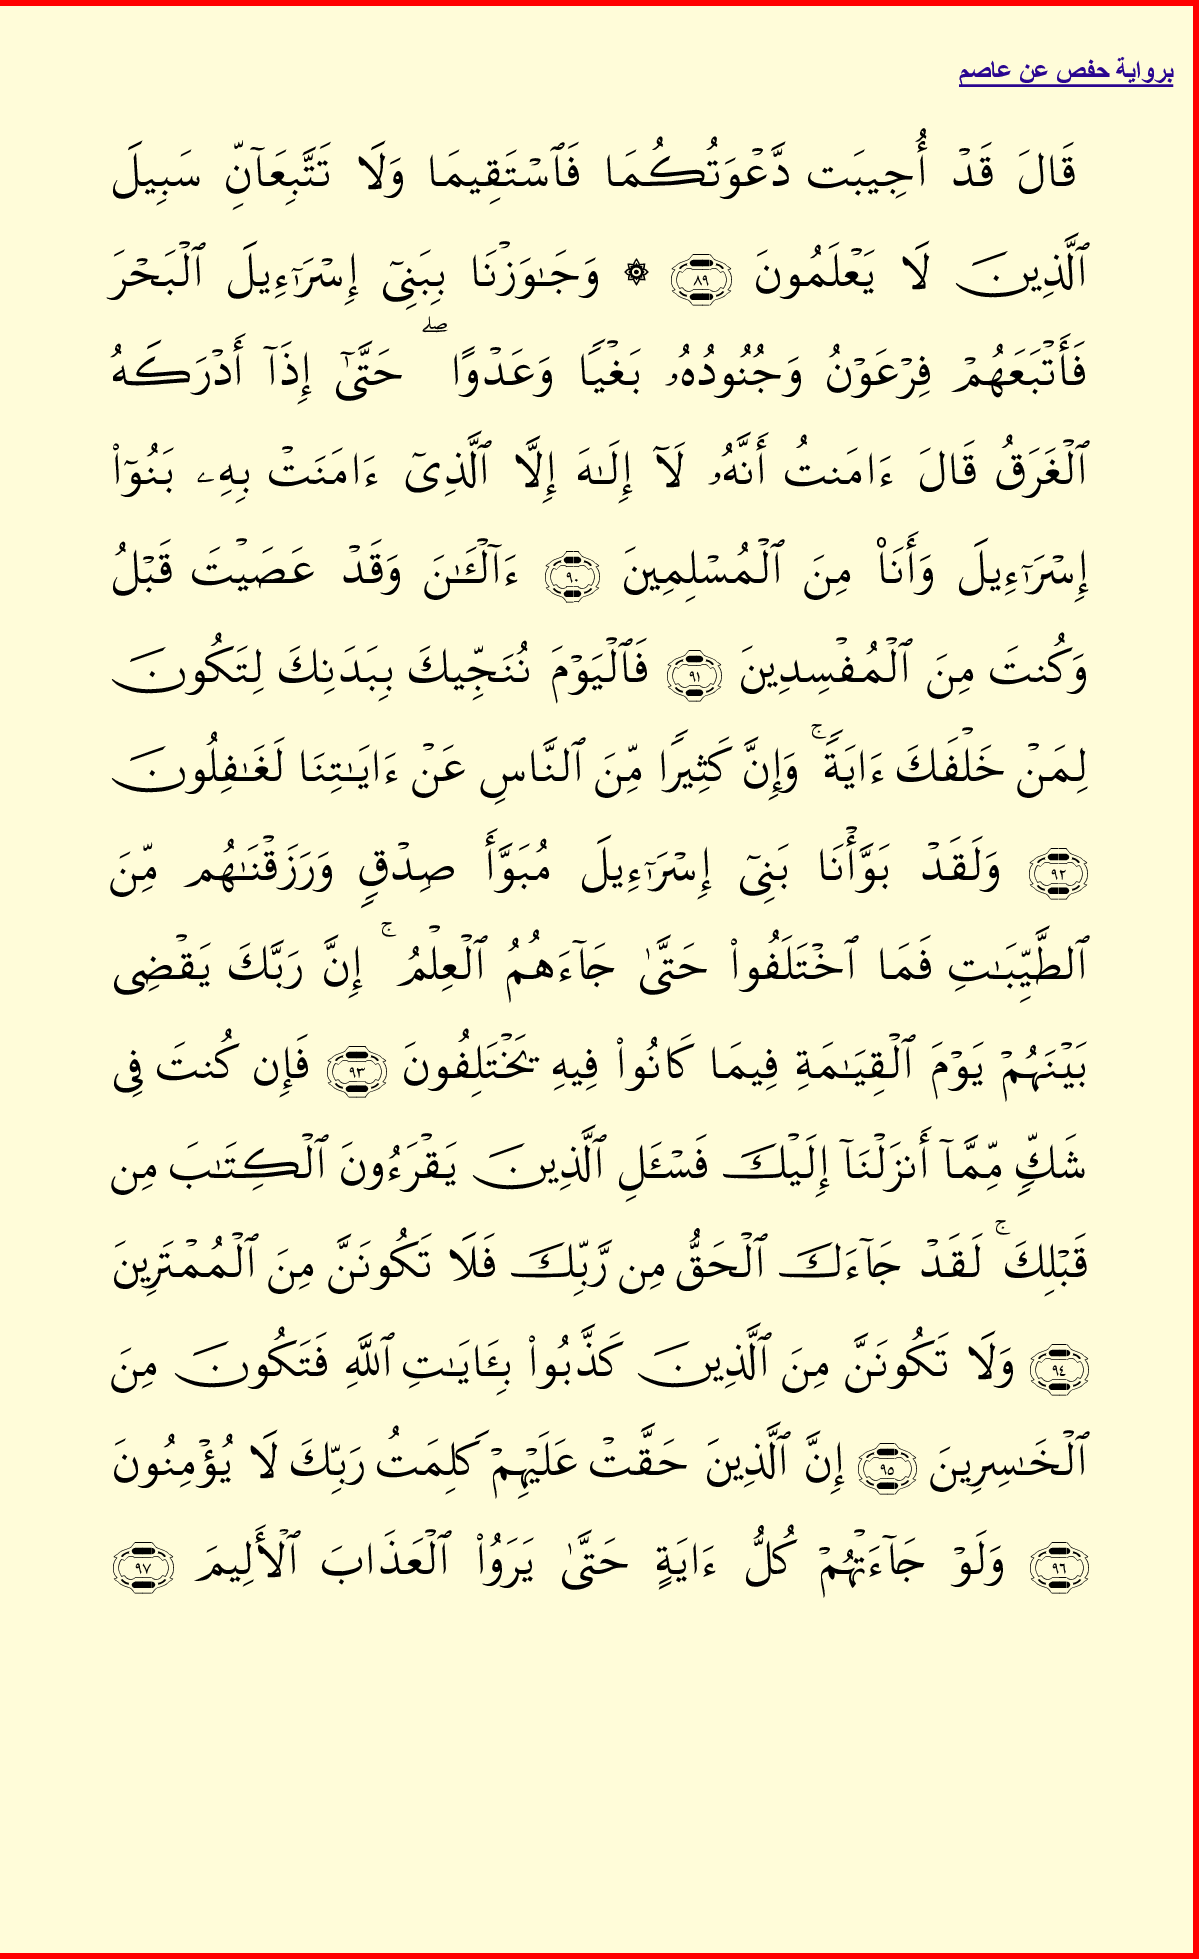 برواية حفص عن عاصم
قَالَ قَدۡ أُجِيبَت دَّعۡوَتُكُمَا فَٱسۡتَقِيمَا وَلَا تَتَّبِعَآنِّ سَبِيلَ
ٱلَّذِينَ لَا يَعۡلَمُونَ ٨٩ ۞ وَجَٰوَزۡنَا بِبَنِيٓ إِسۡرَٰٓءِيلَ ٱلۡبَحۡرَ
فَأَتۡبَعَهُمۡ فِرۡعَوۡنُ وَجُنُودُهُۥ بَغۡيٗا وَعَدۡوًاۖ حَتَّىٰٓ إِذَآ أَدۡرَكَهُ
ٱلۡغَرَقُ قَالَ ءَامَنتُ أَنَّهُۥ لَآ إِلَٰهَ إِلَّا ٱلَّذِيٓ ءَامَنَتۡ بِهِۦ بَنُوٓاْ
إِسۡرَٰٓءِيلَ وَأَنَا۠ مِنَ ٱلۡمُسۡلِمِينَ ٩٠ ءَآلۡـَٰٔنَ وَقَدۡ عَصَيۡتَ قَبۡلُ
وَكُنتَ مِنَ ٱلۡمُفۡسِدِينَ ٩١ فَٱلۡيَوۡمَ نُنَجِّيكَ بِبَدَنِكَ لِتَكُونَ
لِمَنۡ خَلۡفَكَ ءَايَةٗۚ وَإِنَّ كَثِيرٗا مِّنَ ٱلنَّاسِ عَنۡ ءَايَٰتِنَا لَغَٰفِلُونَ
٩٢ وَلَقَدۡ بَوَّأۡنَا بَنِيٓ إِسۡرَٰٓءِيلَ مُبَوَّأَ صِدۡقٖ وَرَزَقۡنَٰهُم مِّنَ
ٱلطَّيِّبَٰتِ فَمَا ٱخۡتَلَفُواْ حَتَّىٰ جَآءَهُمُ ٱلۡعِلۡمُۚ إِنَّ رَبَّكَ يَقۡضِي
بَيۡنَهُمۡ يَوۡمَ ٱلۡقِيَٰمَةِ فِيمَا كَانُواْ فِيهِ يَخۡتَلِفُونَ ٩٣ فَإِن كُنتَ فِي
شَكّٖ مِّمَّآ أَنزَلۡنَآ إِلَيۡكَ فَسۡـَٔلِ ٱلَّذِينَ يَقۡرَءُونَ ٱلۡكِتَٰبَ مِن
قَبۡلِكَۚ لَقَدۡ جَآءَكَ ٱلۡحَقُّ مِن رَّبِّكَ فَلَا تَكُونَنَّ مِنَ ٱلۡمُمۡتَرِينَ
٩٤ وَلَا تَكُونَنَّ مِنَ ٱلَّذِينَ كَذَّبُواْ بِـَٔايَٰتِ ٱللَّهِ فَتَكُونَ مِنَ
ٱلۡخَٰسِرِينَ ٩٥ إِنَّ ٱلَّذِينَ حَقَّتۡ عَلَيۡهِمۡ كَلِمَتُ رَبِّكَ لَا يُؤۡمِنُونَ
٩٦ وَلَوۡ جَآءَتۡهُمۡ كُلُّ ءَايَةٍ حَتَّىٰ يَرَوُاْ ٱلۡعَذَابَ ٱلۡأَلِيمَ ٩٧